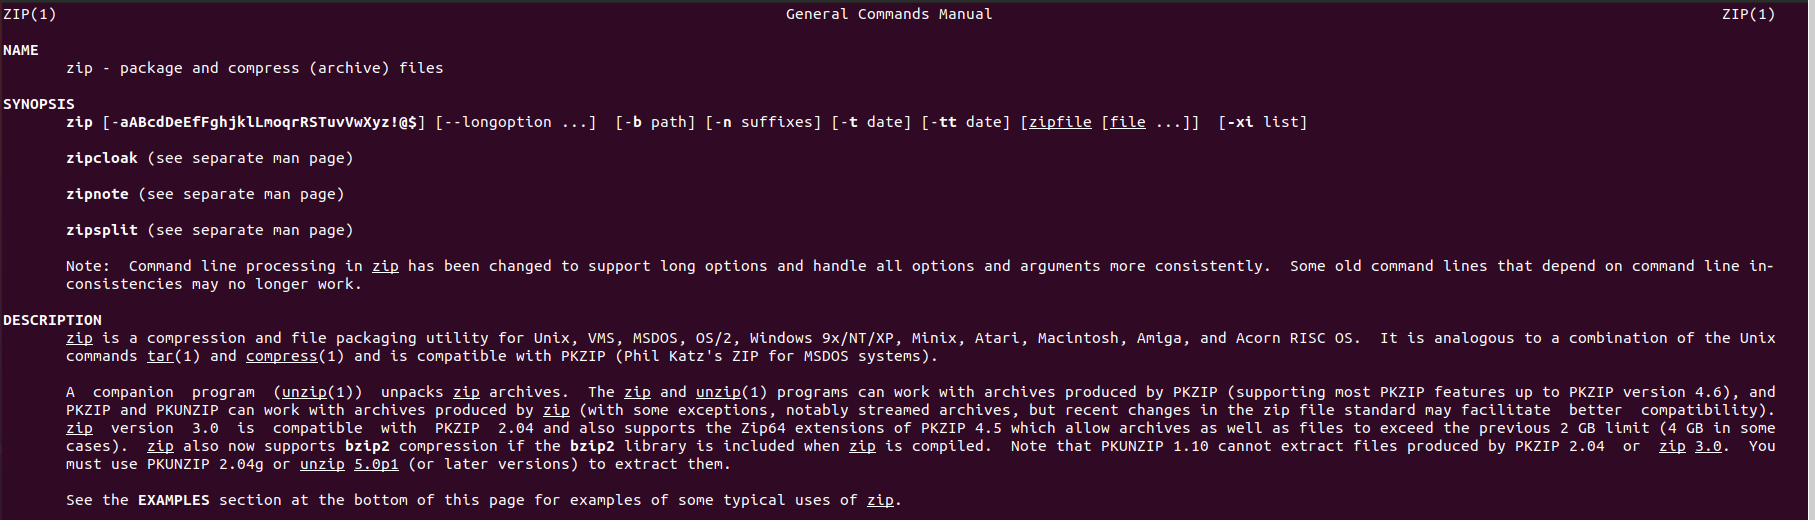 ZIP(1) General Commands Manual ZIP(1)
NAME
zip - package and compress (archive) files
SYNOPSIS
zip [-aABcdDeEfFghjklLmoqrRSTuvVwXyz!@$] [--longoption ...]  [-b path] [-n suffixes] [-t date] [-tt date] [zipfile [file ...]]  [-xi list]
zipcloak (see separate man page)
zipnote (see separate man page)
zipsplit (see separate man page)
Note:  Command line processing in zip has been changed to support long options and handle all options and arguments more consistently.  Some old command lines that depend on command line in-
consistencies may no longer work.
DESCRIPTION
zip is a compression and file packaging utility for Unix, VMS, MSDOS, OS/2, Windows 9x/NT/XP, Minix, Atari, Macintosh, Amiga, and Acorn RISC OS.  It is analogous to a combination of the Unix
commands tar(1) and compress(1) and is compatible with PKZIP (Phil Katz's ZIP for MSDOS systems).
A  companion  program  (unzip(1))  unpacks zip archives.  The zip and unzip(1) programs can work with archives produced by PKZIP (supporting most PKZIP features up to PKZIP version 4.6), and
PKZIP and PKUNZIP can work with archives produced by zip (with some exceptions, notably streamed archives, but recent changes in the zip file standard may facilitate  better  compatibility).
zip  version  3.0  is  compatible  with  PKZIP  2.04 and also supports the Zip64 extensions of PKZIP 4.5 which allow archives as well as files to exceed the previous 2 GB limit (4 GB in some
cases).  zip also now supports bzip2 compression if the bzip2 library is included when zip is compiled.  Note that PKUNZIP 1.10 cannot extract files produced by PKZIP 2.04  or  zip 3.0.  You
must use PKUNZIP 2.04g or unzip 5.0p1 (or later versions) to extract them.
See the EXAMPLES section at the bottom of this page for examples of some typical uses of zip.